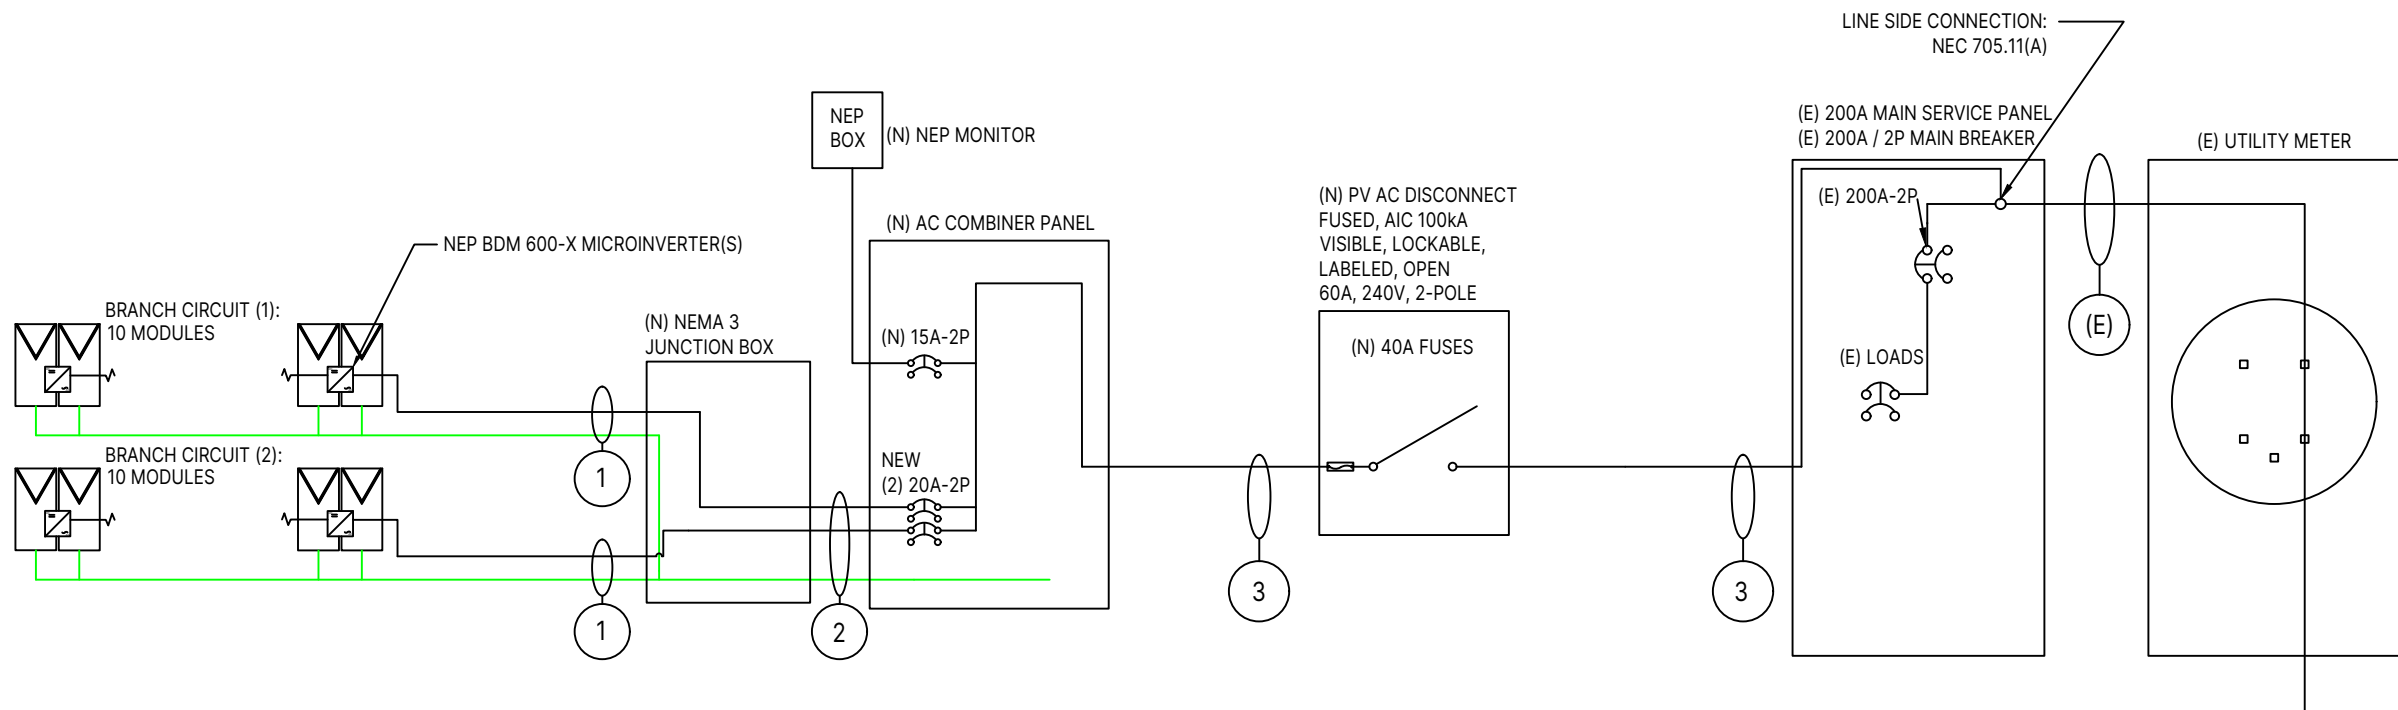 LINE SIDE CONNECTION:
NEC 705.11(A)
NEP
BOX
(N) NEP MONITOR
(N) AC COMBINER PANEL
NEP BDM 600-X MICROINVERTER(S)
BRANCH CIRCUIT (1):
10 MODULES
BRANCH CIRCUIT (2):
10 MODULES
(N) NEMA 3
JUNCTION BOX
(N) 15A-2P
NEW
(2) 20A-2P
1
1
2
(N) PV AC DISCONNECT
FUSED, AIC 100kA
VISIBLE, LOCKABLE,
LABELED, OPEN
60A, 240V, 2-POLE
(N) 40A FUSES
3
3
(E) 200A MAIN SERVICE PANEL
(E) 200A / 2P MAIN BREAKER
(E) 200A-2P
(E) LOADS
(E)
(E) UTILITY METER